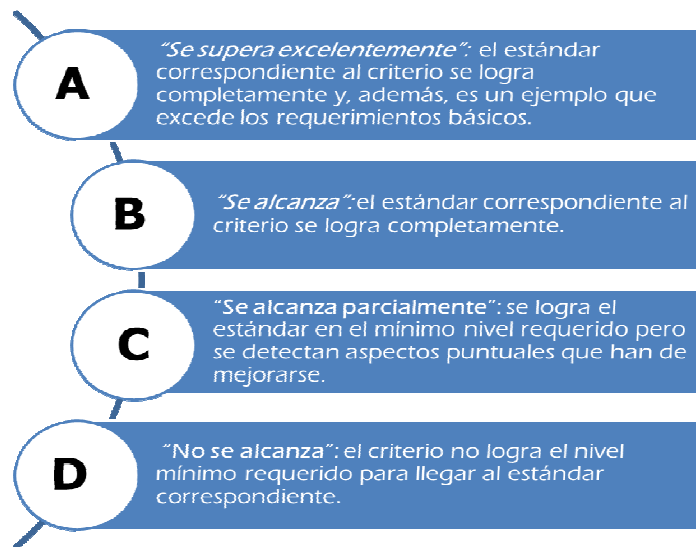 A
“Se supera excelentemente”: el estándar
correspondiente al criterio se logra
completamente y, además, es un ejemplo que
excede los requerimientos básicos.
B
“Se alcanza”:el estándar correspondiente al
criterio se logra completamente.
C
“Se alcanza parcialmente”: se logra el
estándar en el mínimo nivel requerido pero
se detectan aspectos puntuales que han de
mejorarse.
D
“No se alcanza”: el criterio no logra el nivel
mínimo requerido para llegar al estándar
correspondiente.